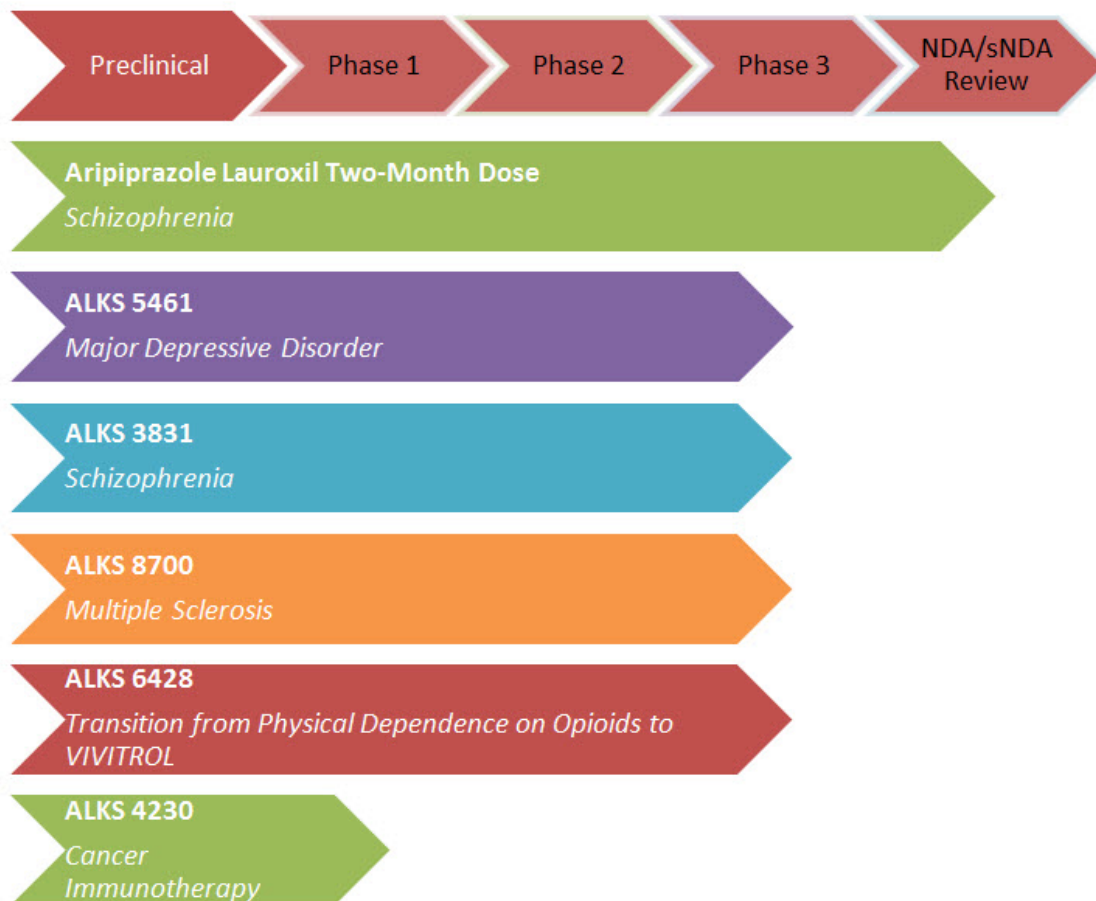 Preclinical
Phase 1
Phase 2
Phase 3
NDA/sNDA
Review
Aripiprazole Lauroxil Two-Month Dose
Schizophrenia
ALKS 5461
Major Depressive Disorder
ALKS 3831
Schizophrenia
ALKS 8700
Multiple Sclerosis
ALKS 6428
Transition from Physical Dependence on Opioids to
VIVITROL
ALKS 4230
Cancer
Immunotherapy